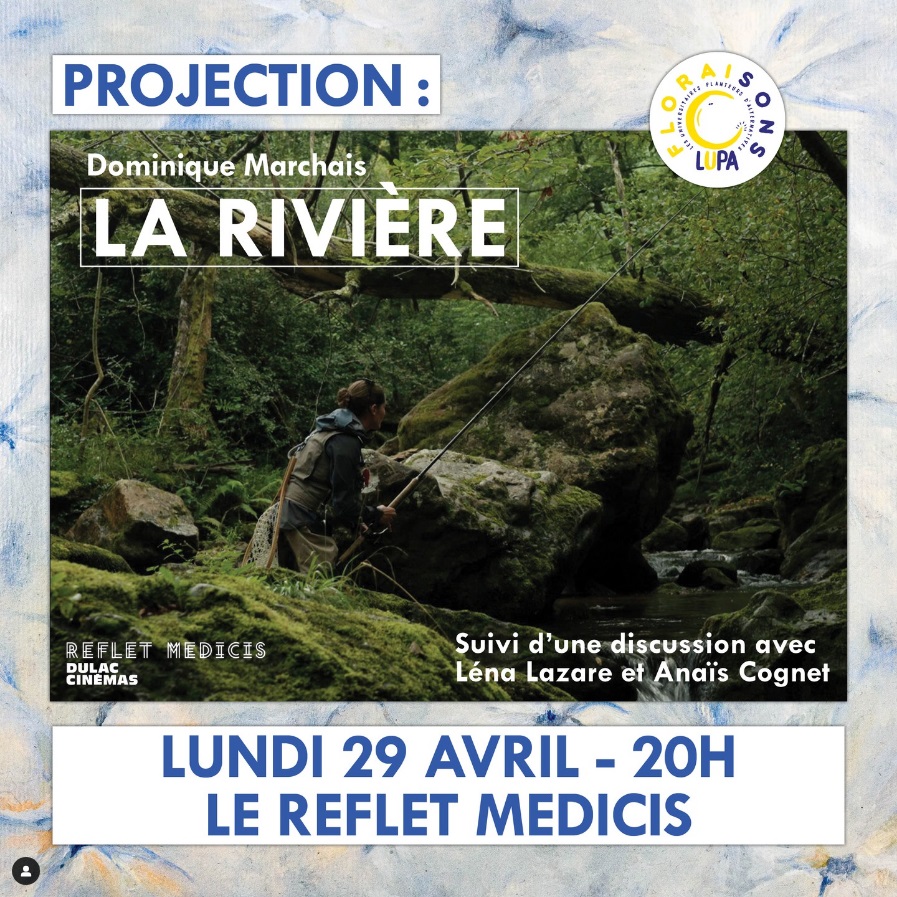 PROJECTION :
FLORAISONS
LES UNIVERSITAIRES PLANTEURS D'ALTERNATIVES
LUPA
Dominique Marchais
LA RIVIÈRE
Suivi d'une discussion avec
Léna Lazare et Anaïs Cognet
REFLET MEDICIS
DULAC
CINÉMAS
LUNDI 29 AVRIL - 20H
LE REFLET MEDICIS